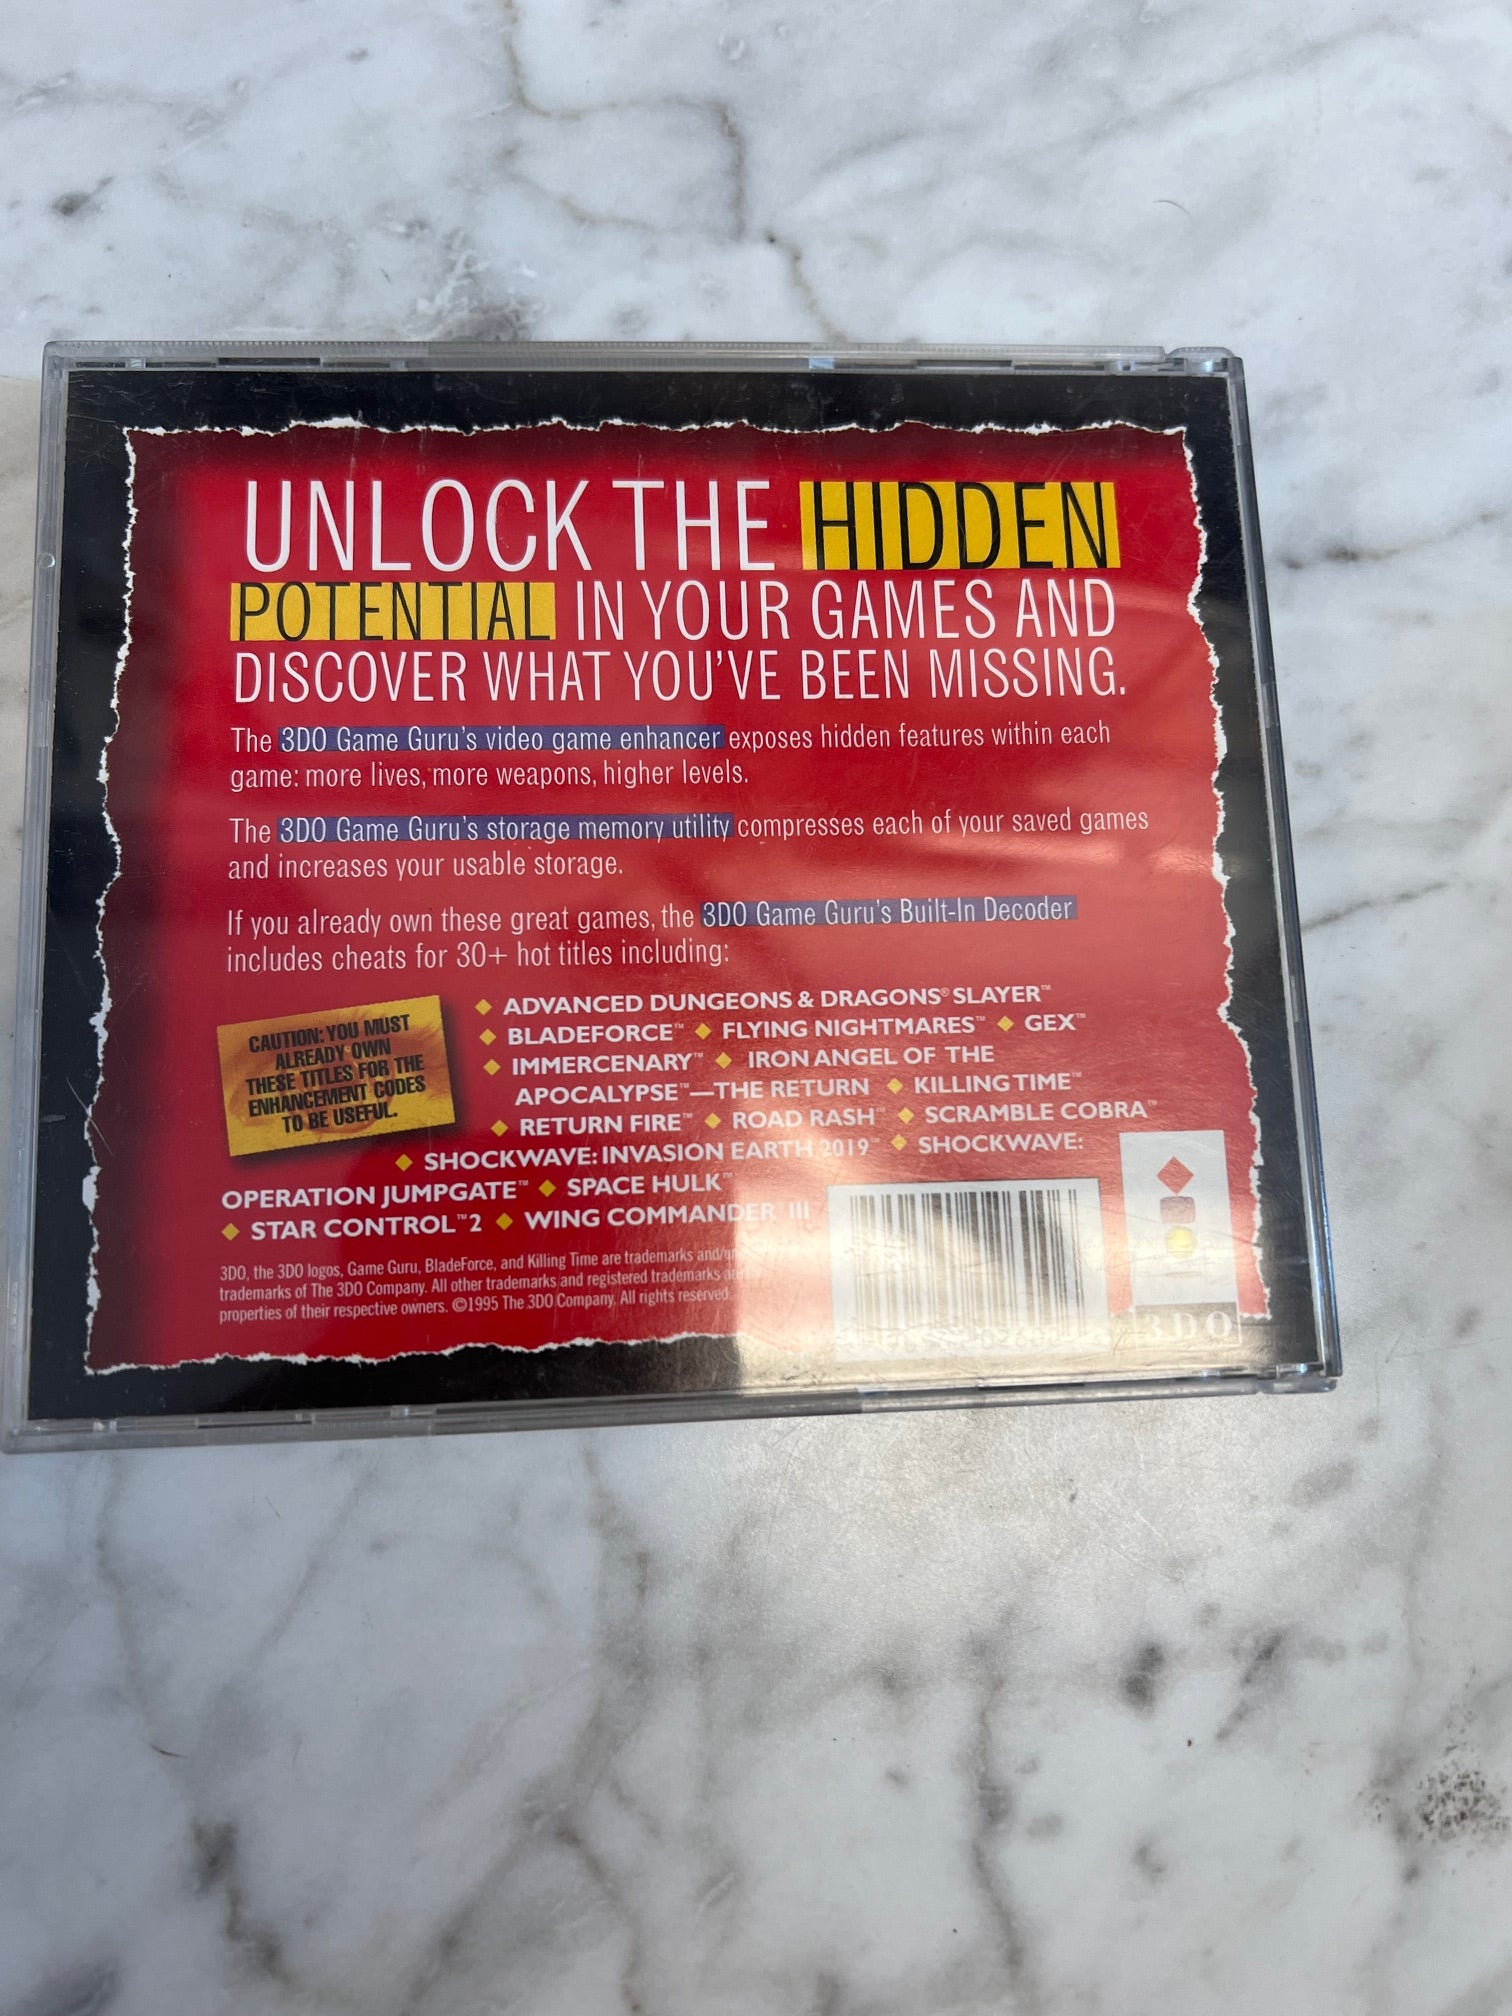 UNLOCK THE HIDDEN
POTENTIAL IN YOUR GAMES AND
DISCOVER WHAT YOU'VE BEEN MISSING.
The 3DO Game Guru's video game enhancer exposes hidden features within each
game: more lives, more weapons, higher levels.
The 3DO Game Guru's storage memory utility compresses each of your saved games
and increases your usable storage.
If you already own these great games, the 3DO Game Guru's Built-In Decoder
includes cheats for 30+ hot titles including:
CAUTION: YOU MUST
ALREADY OWN
THESE TITLES FOR THE
ENHANCEMENT CODES
TO BE USEFUL.
◆ ADVANCED DUNGEONS & DRAGONS® SLAYER™
◆ BLADEFORCE™ ◆ FLYING NIGHTMARES™ ◆ GEX™
◆ IMMERCENARY™ ◆ IRON ANGEL OF THE
APOCALYPSE™—THE RETURN ◆ KILLING TIME™
◆ RETURN FIRE™ ◆ ROAD RASH™ ◆ SCRAMBLE COBRA™
◆ SHOCKWAVE: INVASION EARTH 2019™ ◆ SHOCKWAVE:
OPERATION JUMPGATE™ ◆ SPACE HULK™
◆ STAR CONTROL™ 2 ◆ WING COMMANDER™ III
3DO, the 3DO logos, Game Guru, BladeForce, and Killing Time are trademarks and/or
trademarks of The 3DO Company. All other trademarks and registered trademarks are
properties of their respective owners. ©1995 The 3DO Company. All rights reserved.
3DO